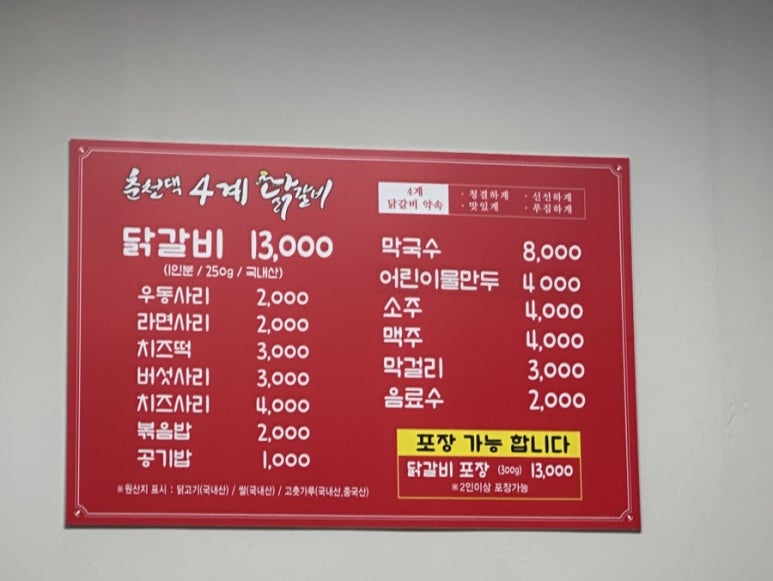 춘천댁 4계 닭갈비
4계
닭갈비 약속
· 청결하게 · 신선하게
· 맛있게 · 푸짐하게
닭갈비 13,000
(1인분 / 250g / 국내산)
우동사리 2,000
라면사리 2,000
치즈떡 3,000
버섯사리 3,000
치즈사리 4,000
볶음밥 2,000
공기밥 1,000
막국수 8,000
어린이물만두 4 000
소주 4,000
맥주 4,000
막걸리 3,000
음료수 2,000
포장 가능 합니다
닭갈비 포장 (300g) 13,000
※2인이상 포장가능
※원산지 표시 : 닭고기(국내산) / 쌀(국내산) / 고춧가루(국내산,중국산)